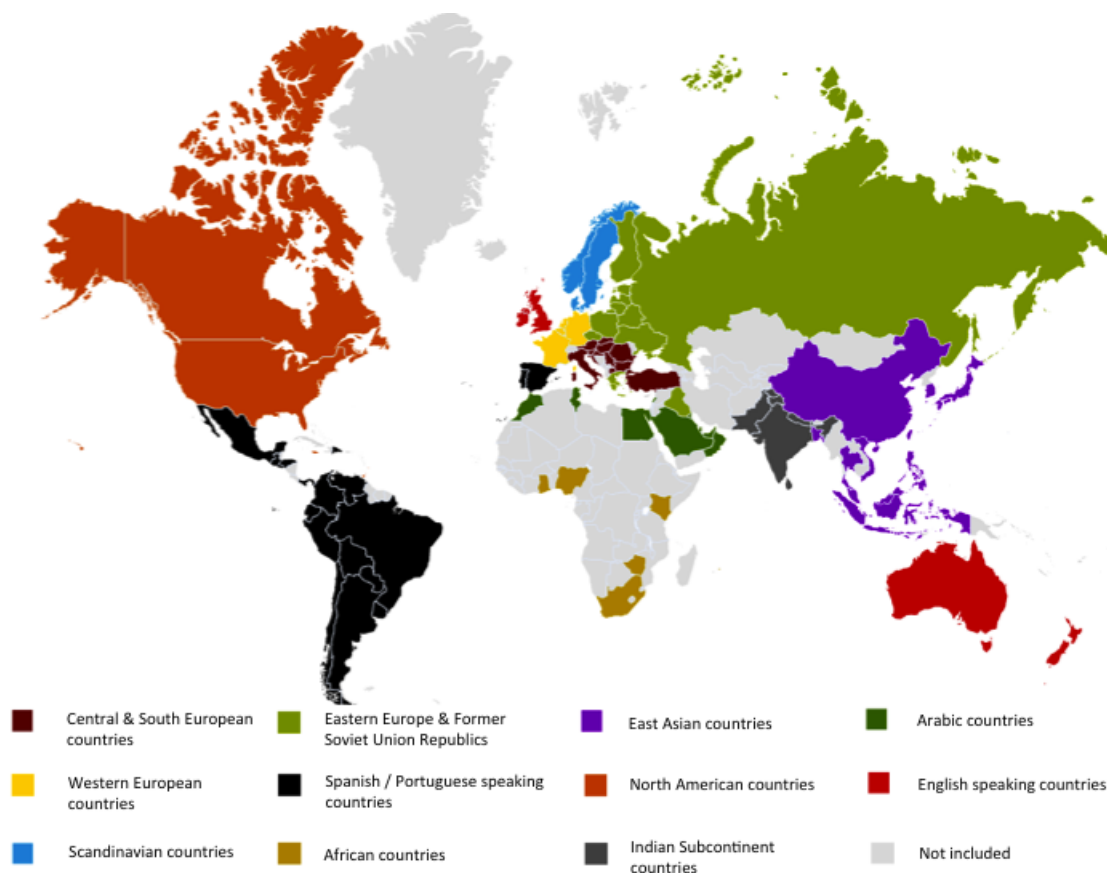 Central & South European
countries
Eastern Europe & Former
Soviet Union Republics
East Asian countries
Arabic countries
Western European
countries
Spanish / Portuguese speaking
countries
North American countries
English speaking countries
Scandinavian countries
African countries
Indian Subcontinent
countries
Not included